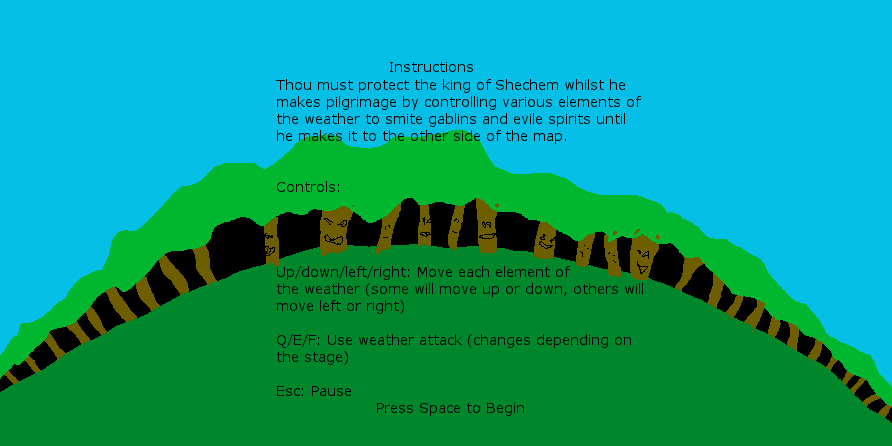 Instructions
Thou must protect the king of Shechem whilst he
makes pilgrimage by controlling various elements of
the weather to smite gablins and evile spirits until
he makes it to the other side of the map.
Controls:
Up/down/left/right: Move each element of
the weather (some will move up or down, others will
move left or right)
Q/E/F: Use weather attack (changes depending on
the stage)
Esc: Pause
Press Space to Begin